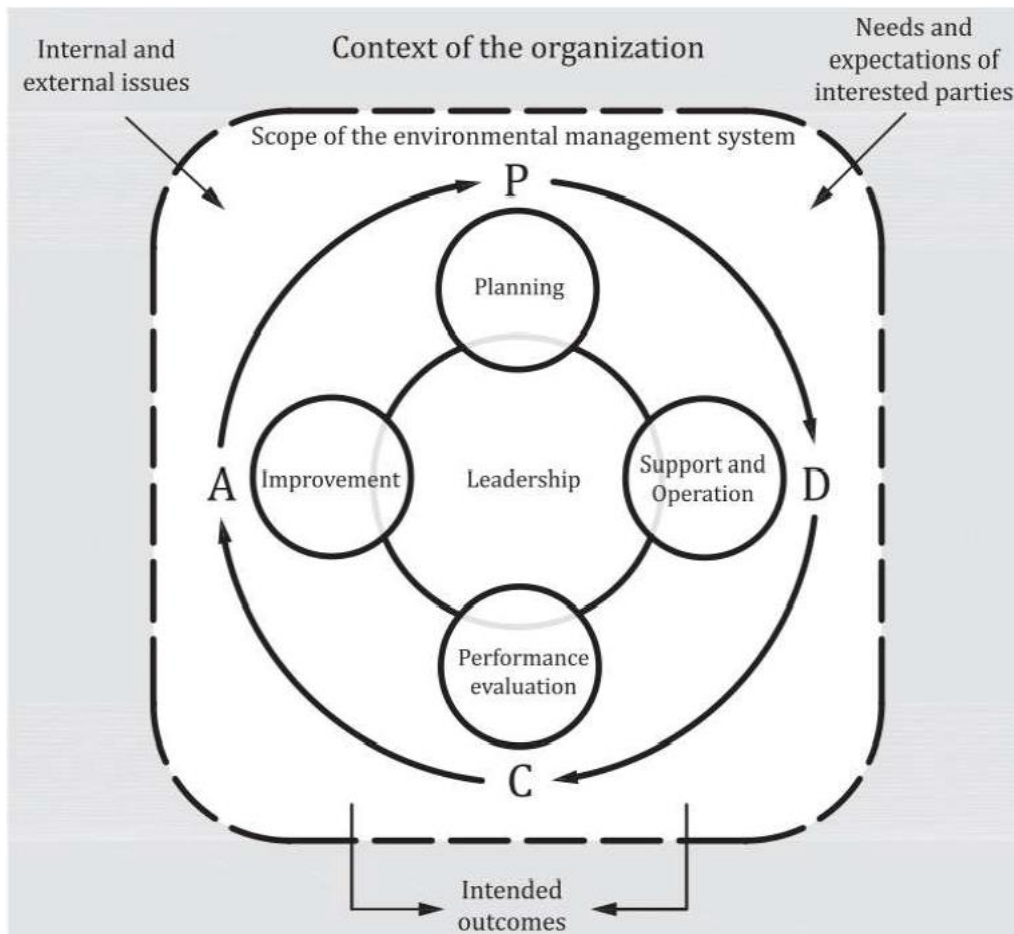 Context of the organization
Internal and
external issues
Needs and
expectations of
interested parties
Scope of the environmental management system
P
Planning
A
Improvement
Leadership
Support and
Operation
D
Performance
evaluation
C
Intended
outcomes